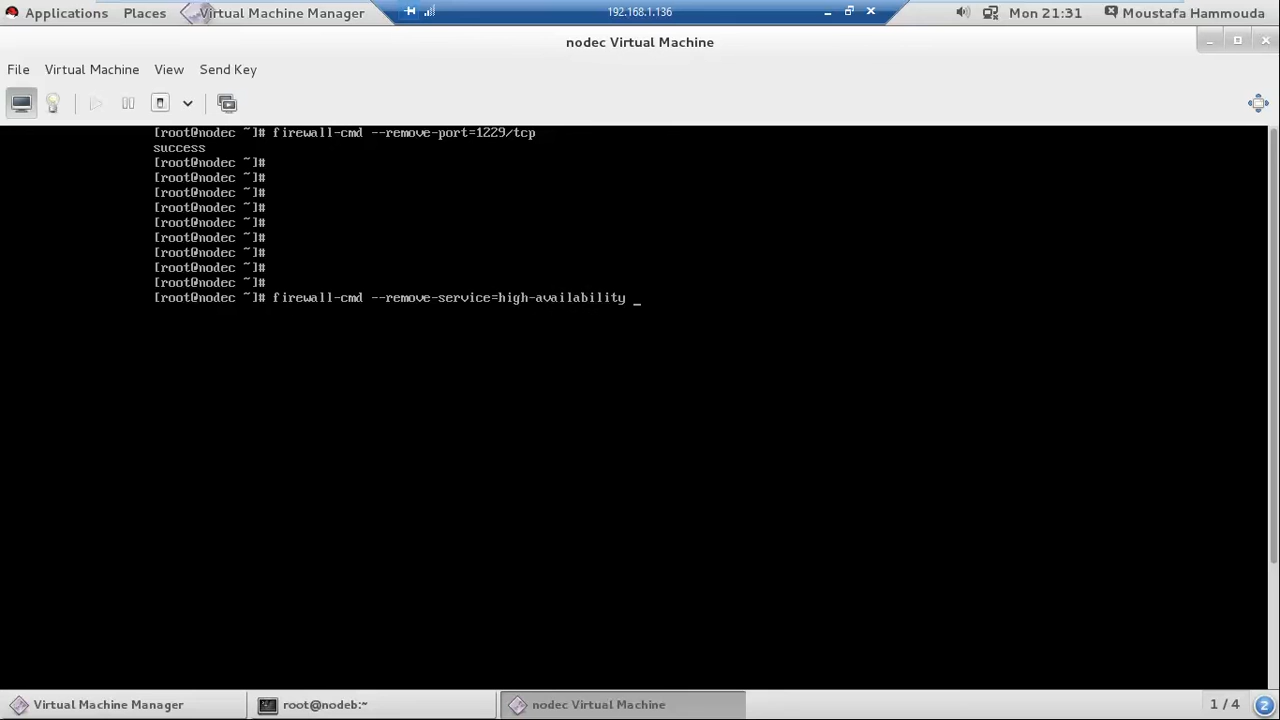 Applications Places Virtual Machine Manager 192.168.1.136 Mon 21:31 Moustafa Hammouda
nodec Virtual Machine
File Virtual Machine View Send Key
[root@nodec ~]# firewall-cmd --remove-port=1229/tcp
success
[root@nodec ~]#
[root@nodec ~]#
[root@nodec ~]#
[root@nodec ~]#
[root@nodec ~]#
[root@nodec ~]#
[root@nodec ~]#
[root@nodec ~]#
[root@nodec ~]#
[root@nodec ~]# firewall-cmd --remove-service=high-availability _
Virtual Machine Manager root@nodeb:~ nodec Virtual Machine 1 / 4 2